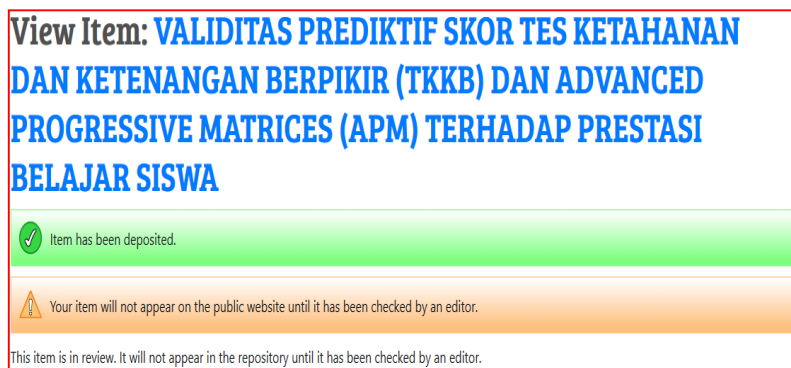 View Item: VALIDITAS PREDIKTIF SKOR TES KETAHANAN
DAN KETENANGAN BERPIKIR (TKKB) DAN ADVANCED
PROGRESSIVE MATRICES (APM) TERHADAP PRESTASI
BELAJAR SISWA
Item has been deposited.
Your item will not appear on the public website until it has been checked by an editor.
This item is in review. It will not appear in the repository until it has been checked by an editor.